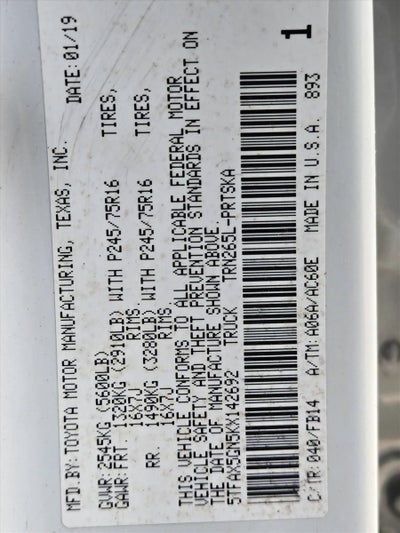 MFD.BY:TOYOTA MOTOR MANUFACTURING, TEXAS, INC. DATE: 01/19
GVWR:2545KG (5600LB)
GAWR:FRT. 1320KG (2910LB) WITH P245/75R16 TIRES,
16X7J RIMS
RR. 1490KG (3280LB) WITH P245/75R16 TIRES,
16X7J RIMS
THIS VEHICLE CONFORMS TO ALL APPLICABLE FEDERAL MOTOR
VEHICLE SAFETY AND THEFT PREVENTION STANDARDS IN EFFECT ON
THE DATE OF MANUFACTURE SHOWN ABOVE.
5TFAX5GN5KX142692 TRUCK TRN265L-PRTSKA
C/TR:040/FB14 A/TM:A06A/AC60E MADE IN U.S.A. 893
1